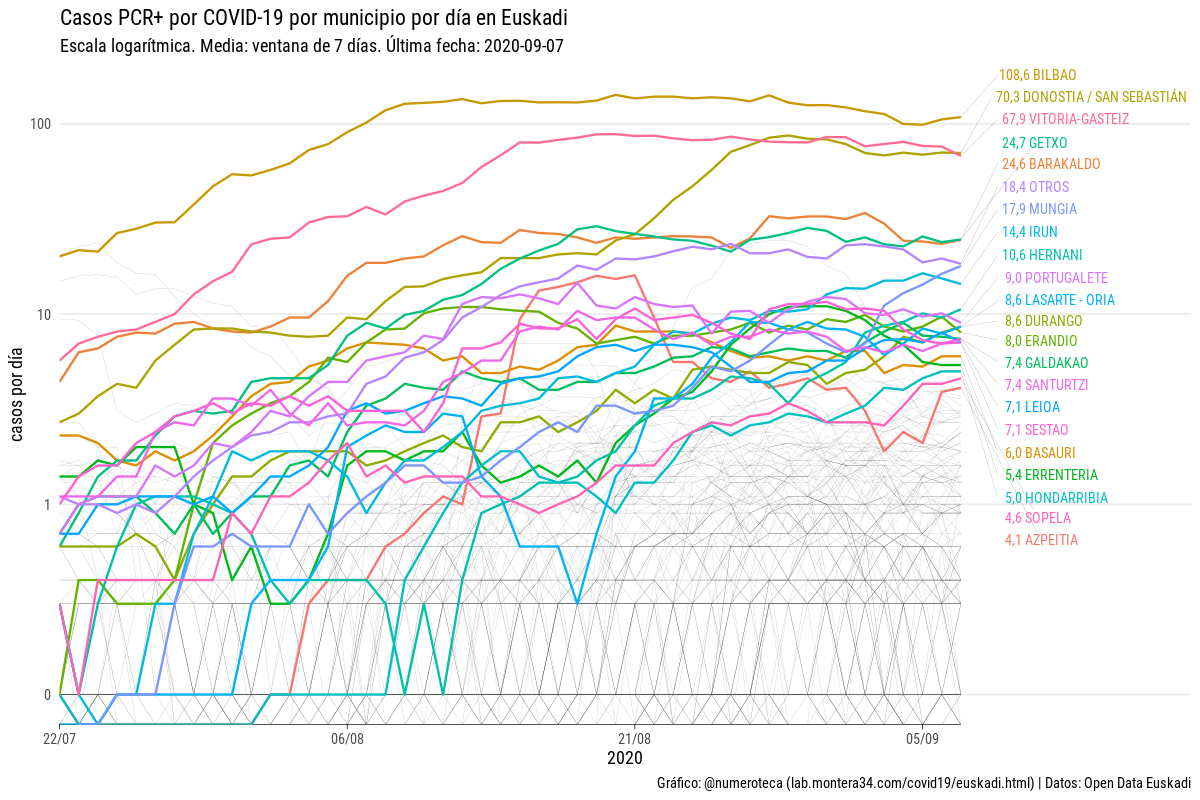 Casos PCR+ por COVID-19 por municipio por día en Euskadi
Escala logarítmica. Media: ventana de 7 días. Última fecha: 2020-09-07
108,6 BILBAO
70,3 DONOSTIA / SAN SEBASTIÁN
67,9 VITORIA-GASTEIZ
24,7 GETXO
24,6 BARAKALDO
18,4 OTROS
17,9 MUNGIA
14,4 IRUN
10,6 HERNANI
9,0 PORTUGALETE
8,6 LASARTE - ORIA
8,6 DURANGO
8,0 ERANDIO
7,4 GALDAKAO
7,4 SANTURTZI
7,1 LEIOA
7,1 SESTAO
6,0 BASAURI
5,4 ERRENTERIA
5,0 HONDARRIBIA
4,6 SOPELA
4,1 AZPEITIA
casos por día
100
10
1
0
22/07
06/08
21/08
05/09
2020
Gráfico: @numeroteca (lab.montera34.com/covid19/euskadi.html) | Datos: Open Data Euskadi